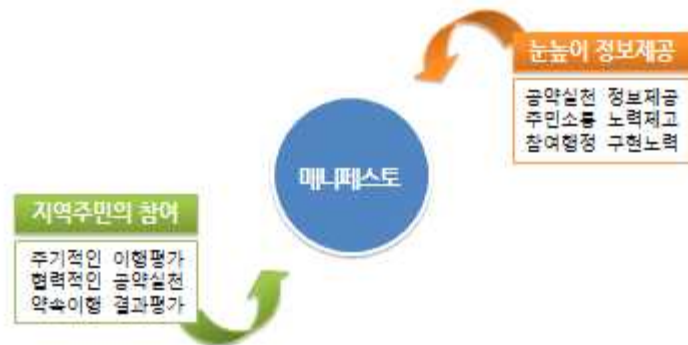 눈높이 정보제공
공약실천 정보제공
주민소통 노력제고
참여행정 구현노력
매니페스토
지역주민의 참여
주기적인 이행평가
협력적인 공약실천
약속이행 결과평가